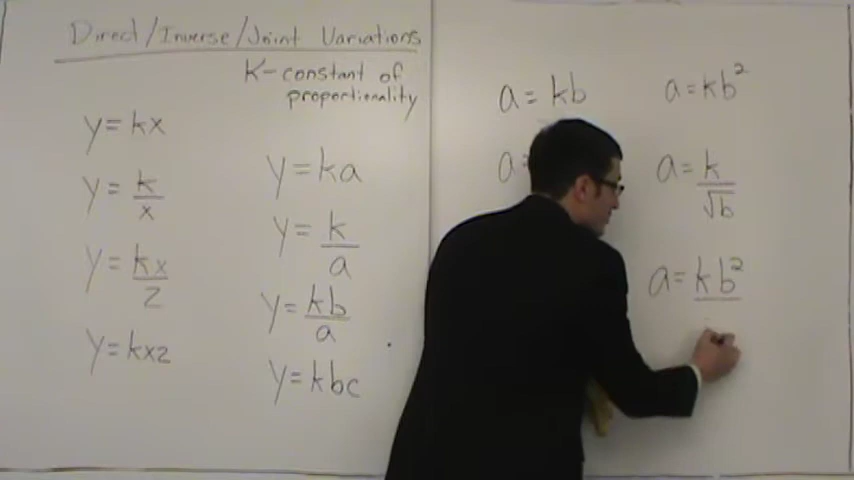 Direct/Inverse/Joint Variations
K-constant of
proportionality
y=kx
y=k/x
y=kx/z
y=kxz
y=ka
y=k/a
y=kb/a
y=kbc
a=kb
a=
a=kb²
a=k/√b
a=kb²